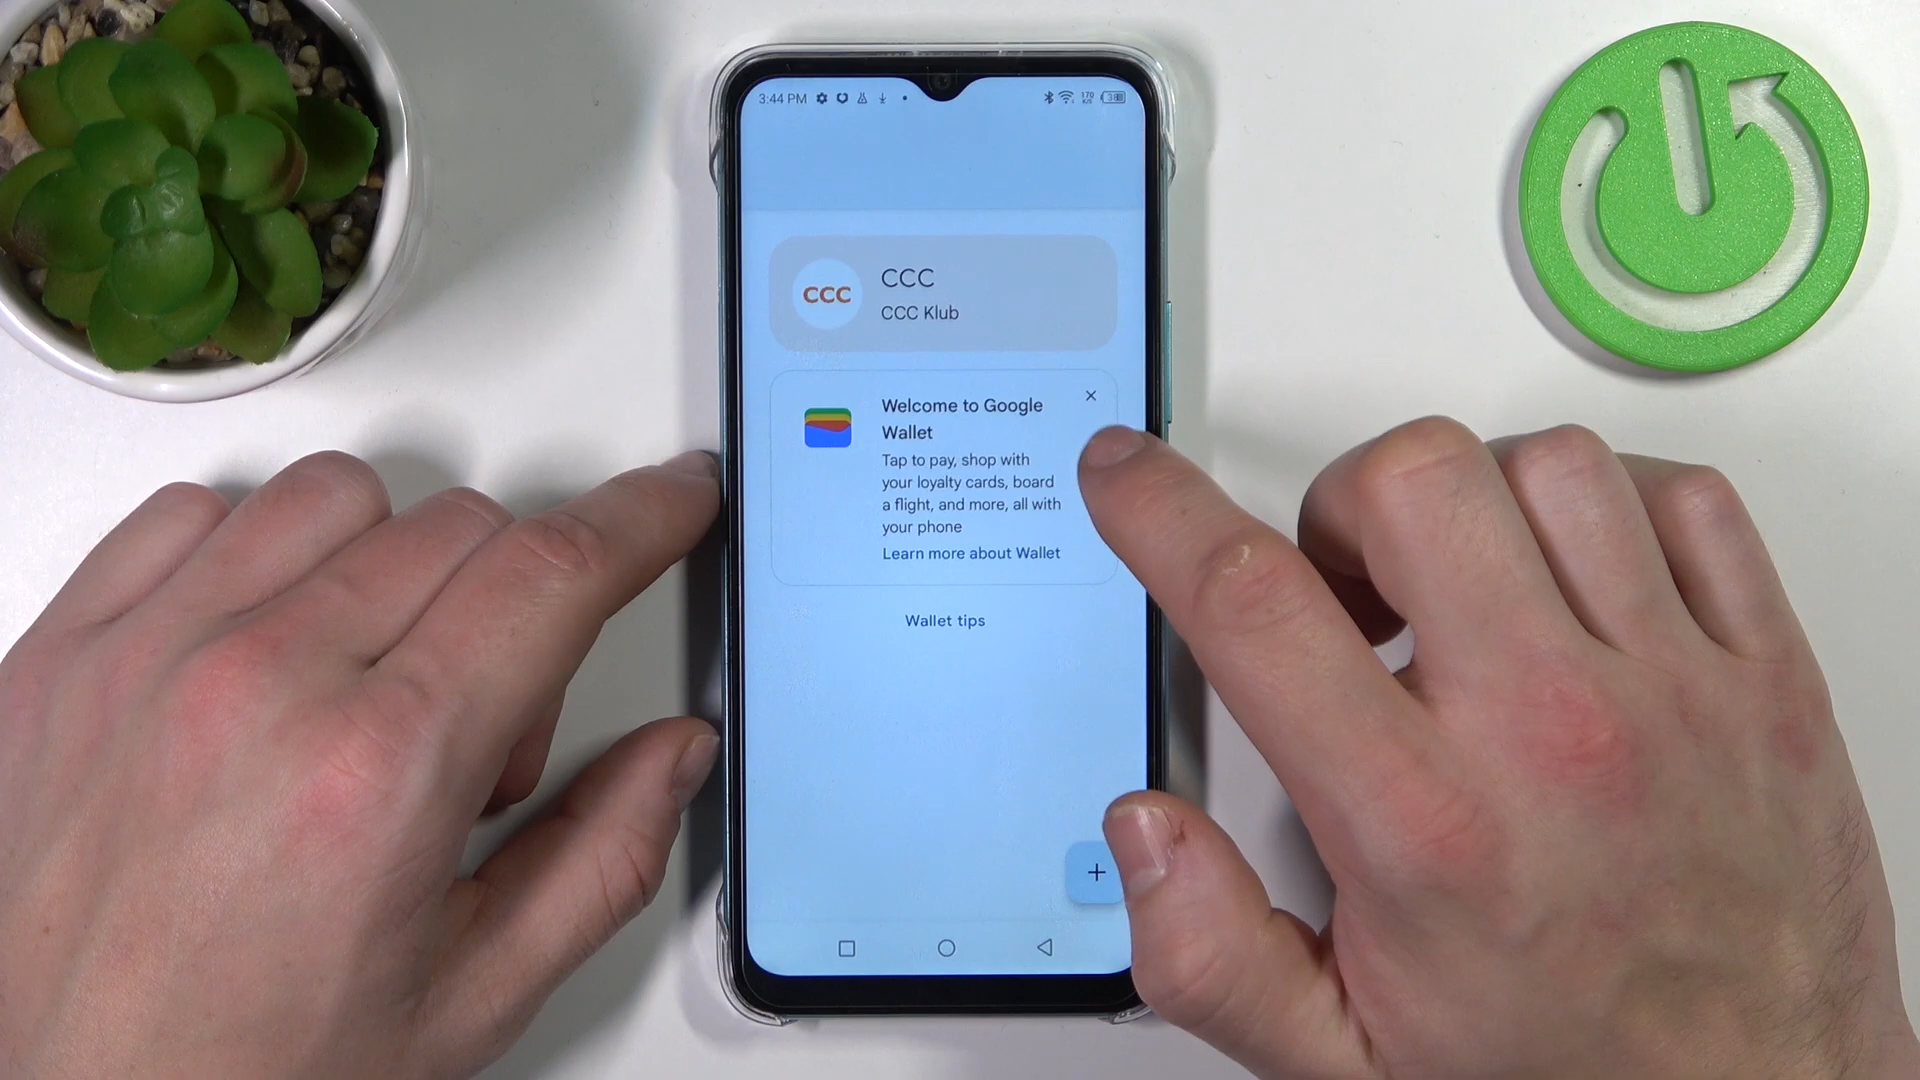 3:44 PM
CCC
CCC
CCC Klub
Welcome to Google
Wallet
Tap to pay, shop with
your loyalty cards, board
a flight, and more, all with
your phone
Learn more about Wallet
Wallet tips
+